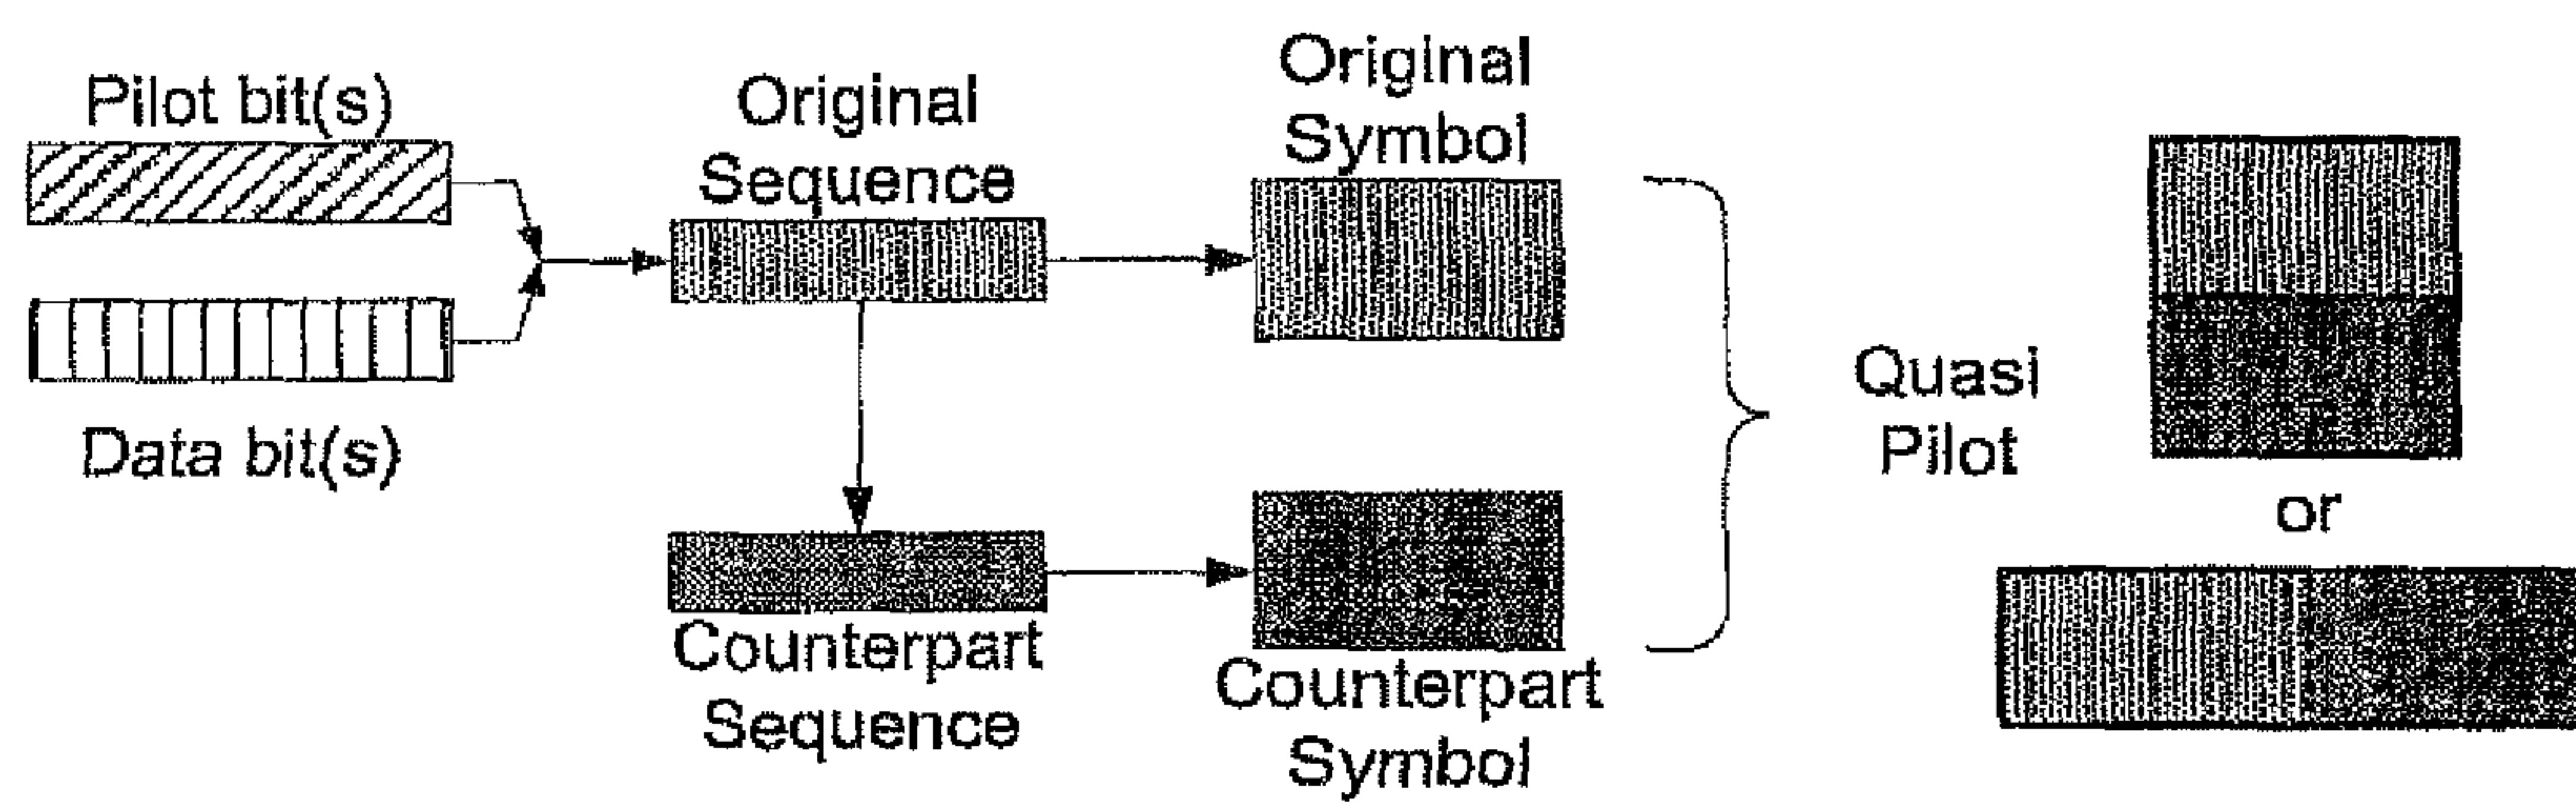 Pilot bit(s)
Data bit(s)
Original
Sequence
Original
Symbol
Counterpart
Sequence
Counterpart
Symbol
Quasi
Pilot
or